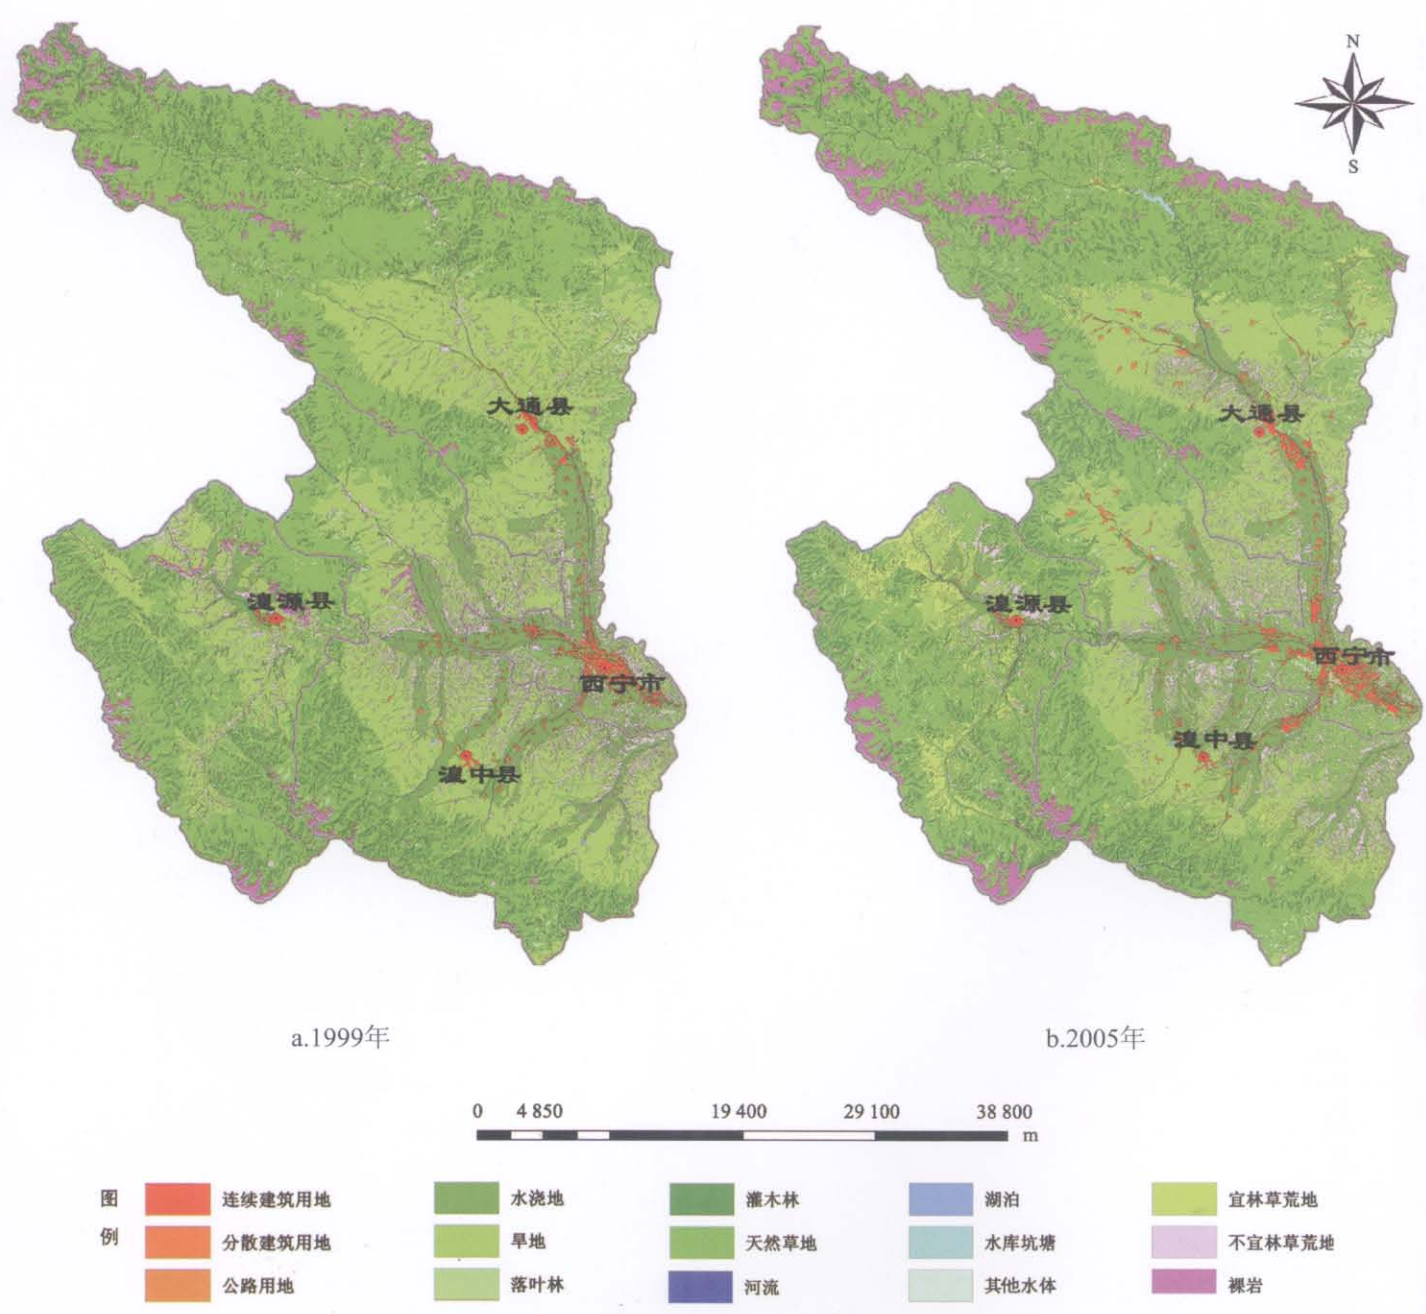 N
S
大通县
湟源县
西宁市
湟中县
大通县
湟源县
西宁市
湟中县
a.1999年
b.2005年
0 4 850 19 400 29 100 38 800
m
图例
连续建筑用地 水浇地 灌木林 湖泊 宜林草荒地
分散建筑用地 旱地 天然草地 水库坑塘 不宜林草荒地
公路用地 落叶林 河流 其他水体 裸岩